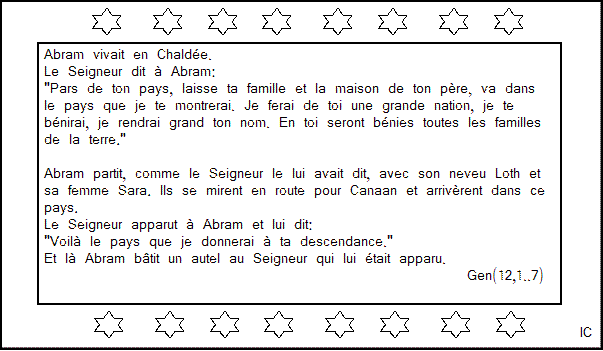 Abram vivait en Chaldée.
Le Seigneur dit à Abram:
"Pars de ton pays, laisse ta famille et la maison de ton père, va dans
le pays que je te montrerai. Je ferai de toi une grande nation, je te
bénirai, je rendrai grand ton nom. En toi seront bénies toutes les familles
de la terre."
Abram partit, comme le Seigneur le lui avait dit, avec son neveu Loth et
sa femme Sara. Ils se mirent en route pour Canaan et arrivèrent dans ce
pays.
Le Seigneur apparut à Abram et lui dit:
"Voilà le pays que je donnerai à ta descendance."
Et là Abram bâtit un autel au Seigneur qui lui était apparu.
Gen(12,1..7)
IC